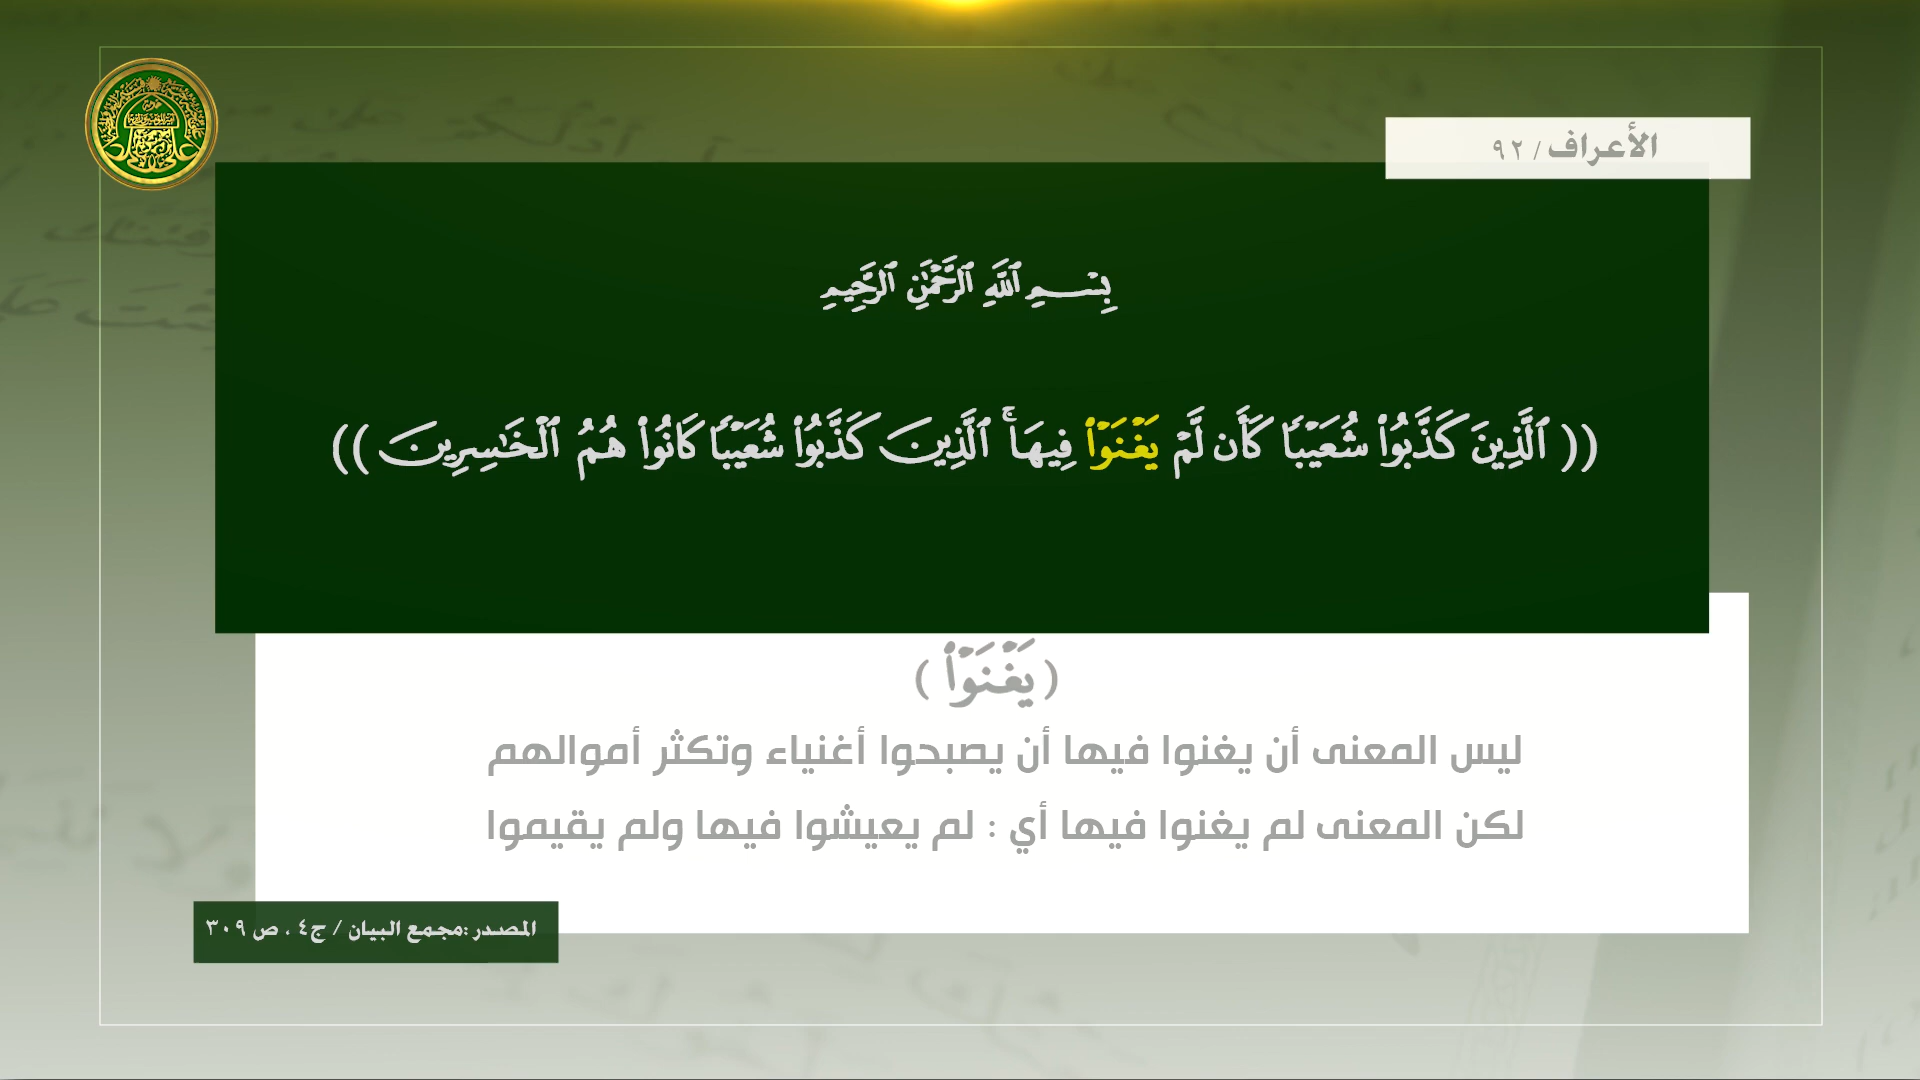 الأعراف / ٩٢
بِسْمِ ٱللَّهِ ٱلرَّحْمَٰنِ ٱلرَّحِيمِ
(( ٱلَّذِينَ كَذَّبُوا۟ شُعَيْبًا كَأَن لَّمْ يَغْنَوْا۟ فِيهَا ۚ ٱلَّذِينَ كَذَّبُوا۟ شُعَيْبًا كَانُوا۟ هُمُ ٱلْخَٰسِرِينَ ))
( يَغْنَوْا۟ )
ليس المعنى أن يغنوا فيها أن يصبحوا أغنياء وتكثر أموالهم
لكن المعنى لم يغنوا فيها أي : لم يعيشوا فيها ولم يقيموا
المصدر :مجمع البيان / ج٤ ، ص ٣٠٩